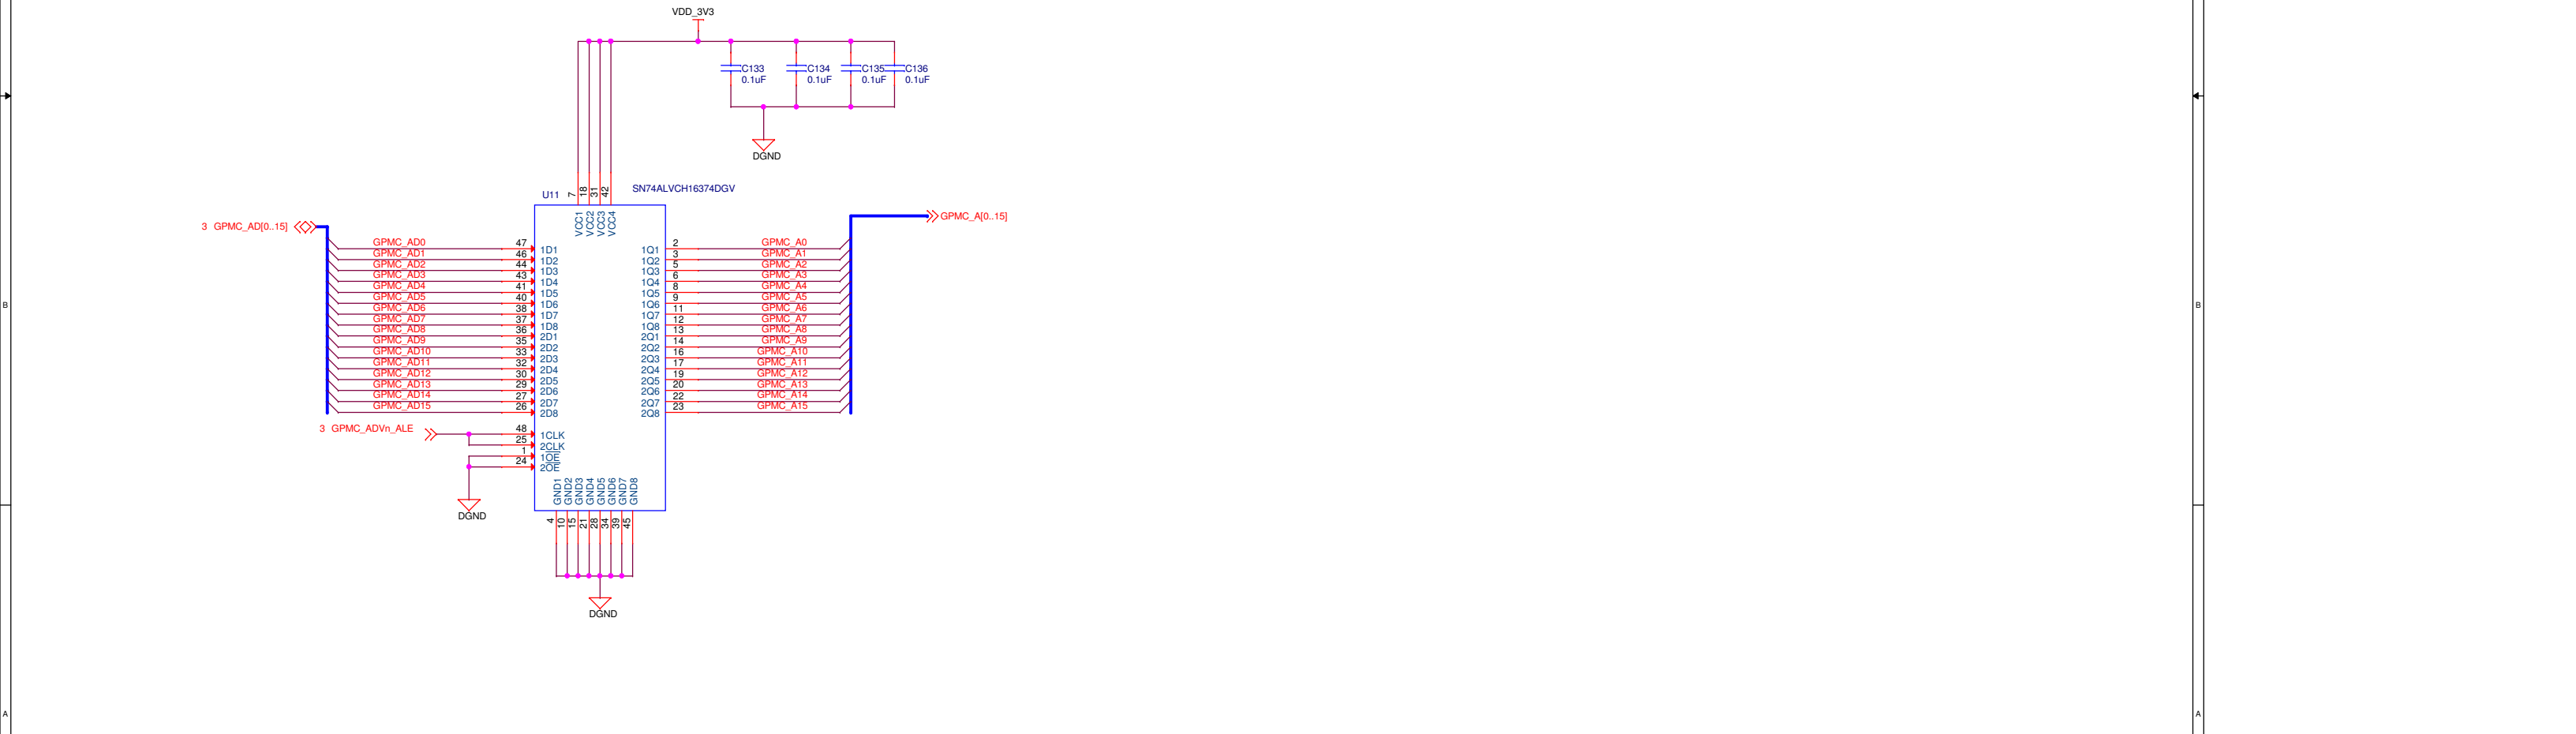 VDD_3V3
C133
0.1uF
C134
0.1uF
C135
0.1uF
C136
0.1uF
DGND
U11
SN74ALVCH16374DGV
7
18
31
42
VCC1
VCC2
VCC3
VCC4
3 GPMC_AD[0..15]
GPMC_A[0..15]
GPMC_AD0 47 1D1 1Q1 2 GPMC_A0
GPMC_AD1 46 1D2 1Q2 3 GPMC_A1
GPMC_AD2 44 1D3 1Q3 5 GPMC_A2
GPMC_AD3 43 1D4 1Q4 6 GPMC_A3
GPMC_AD4 41 1D5 1Q5 8 GPMC_A4
GPMC_AD5 40 1D6 1Q6 9 GPMC_A5
GPMC_AD6 38 1D7 1Q7 11 GPMC_A6
GPMC_AD7 37 1D8 1Q8 12 GPMC_A7
GPMC_AD8 36 2D1 2Q1 13 GPMC_A8
GPMC_AD9 35 2D2 2Q2 14 GPMC_A9
GPMC_AD10 33 2D3 2Q3 16 GPMC_A10
GPMC_AD11 32 2D4 2Q4 17 GPMC_A11
GPMC_AD12 30 2D5 2Q5 19 GPMC_A12
GPMC_AD13 29 2D6 2Q6 20 GPMC_A13
GPMC_AD14 27 2D7 2Q7 22 GPMC_A14
GPMC_AD15 26 2D8 2Q8 23 GPMC_A15
3 GPMC_ADVn_ALE 48 1CLK
25 2CLK
1 1OE
24 2OE
DGND
GND1
GND2
GND3
GND4
GND5
GND6
GND7
GND8
4
10
15
21
28
34
39
45
DGND
B
B
A
A